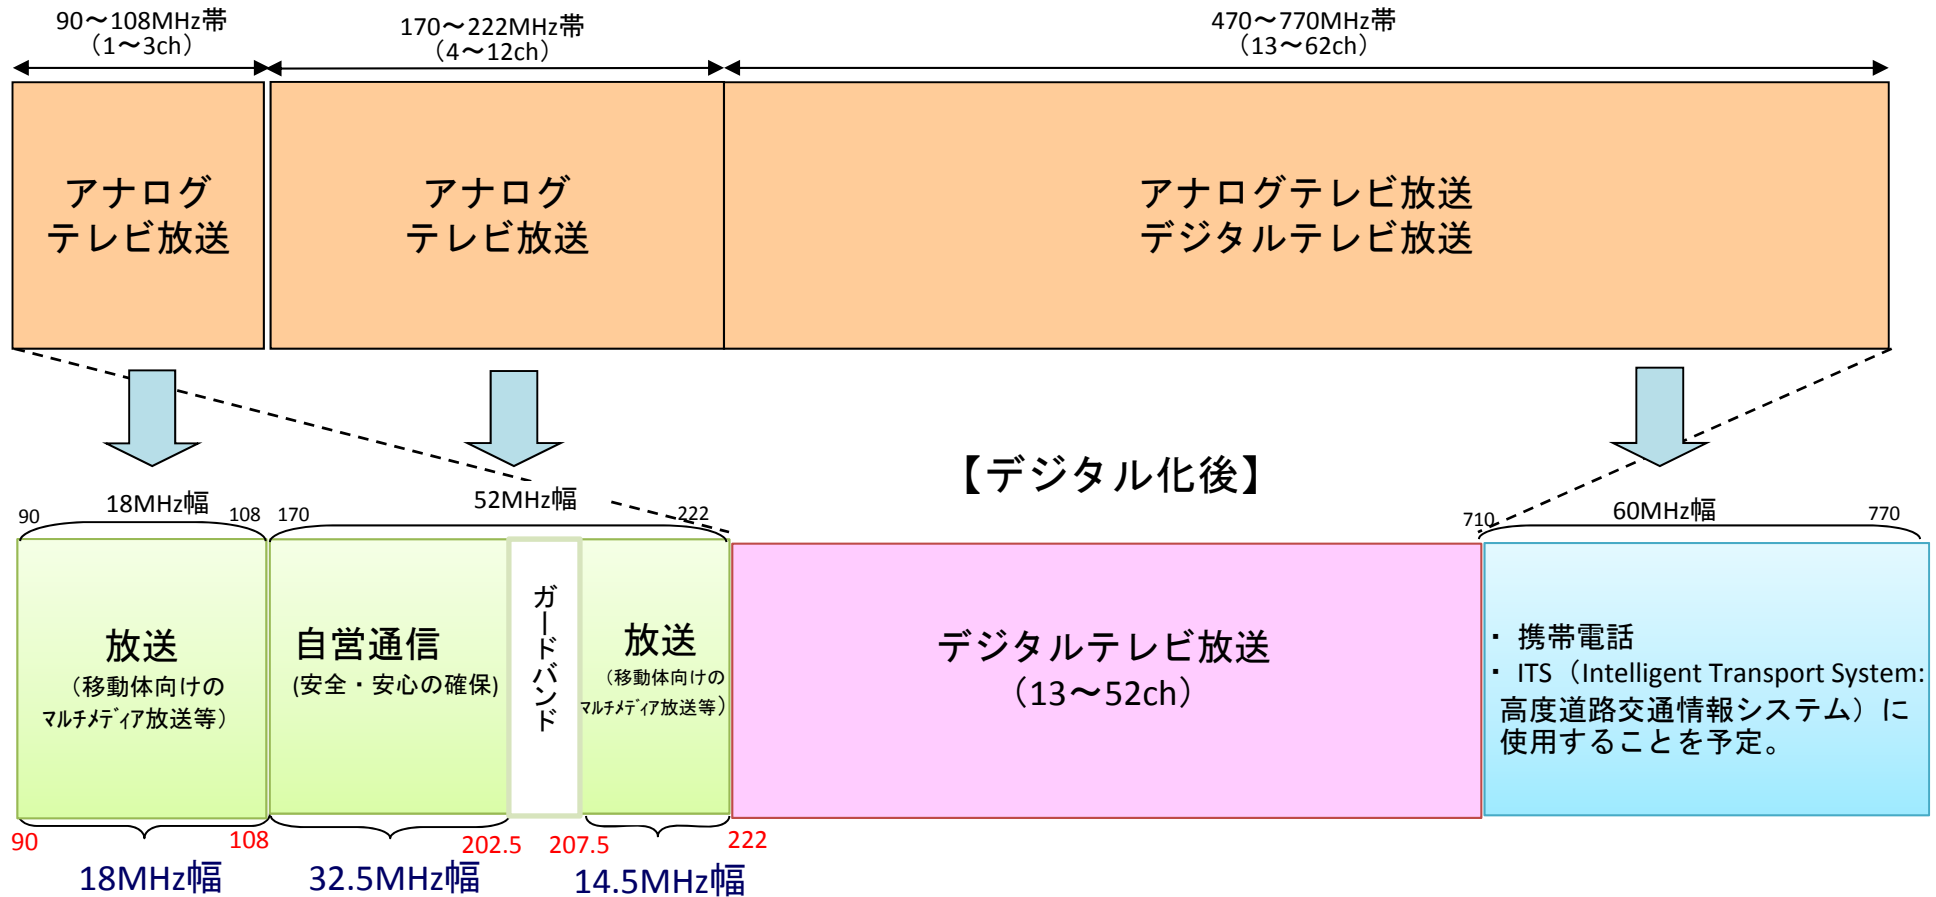 90～108MHz帯
（1～3ch）
170～222MHz帯
（4～12ch）
470～770MHz帯
（13～62ch）
アナログ
テレビ放送
アナログ
テレビ放送
アナログテレビ放送
デジタルテレビ放送
【デジタル化後】
90
18MHz幅
108
170
52MHz幅
222
710
60MHz幅
770
放送
（移動体向けの
ﾏﾙﾁﾒﾃﾞｨｱ放送等）
自営通信
(安全・安心の確保)
ガードバンド
放送
（移動体向けの
ﾏﾙﾁﾒﾃﾞｨｱ放送等）
デジタルテレビ放送
（13～52ch）
・ 携帯電話
・ ITS（Intelligent Transport System:
高度道路交通情報システム）に
使用することを予定。
90
108
202.5
207.5
222
18MHz幅
32.5MHz幅
14.5MHz幅